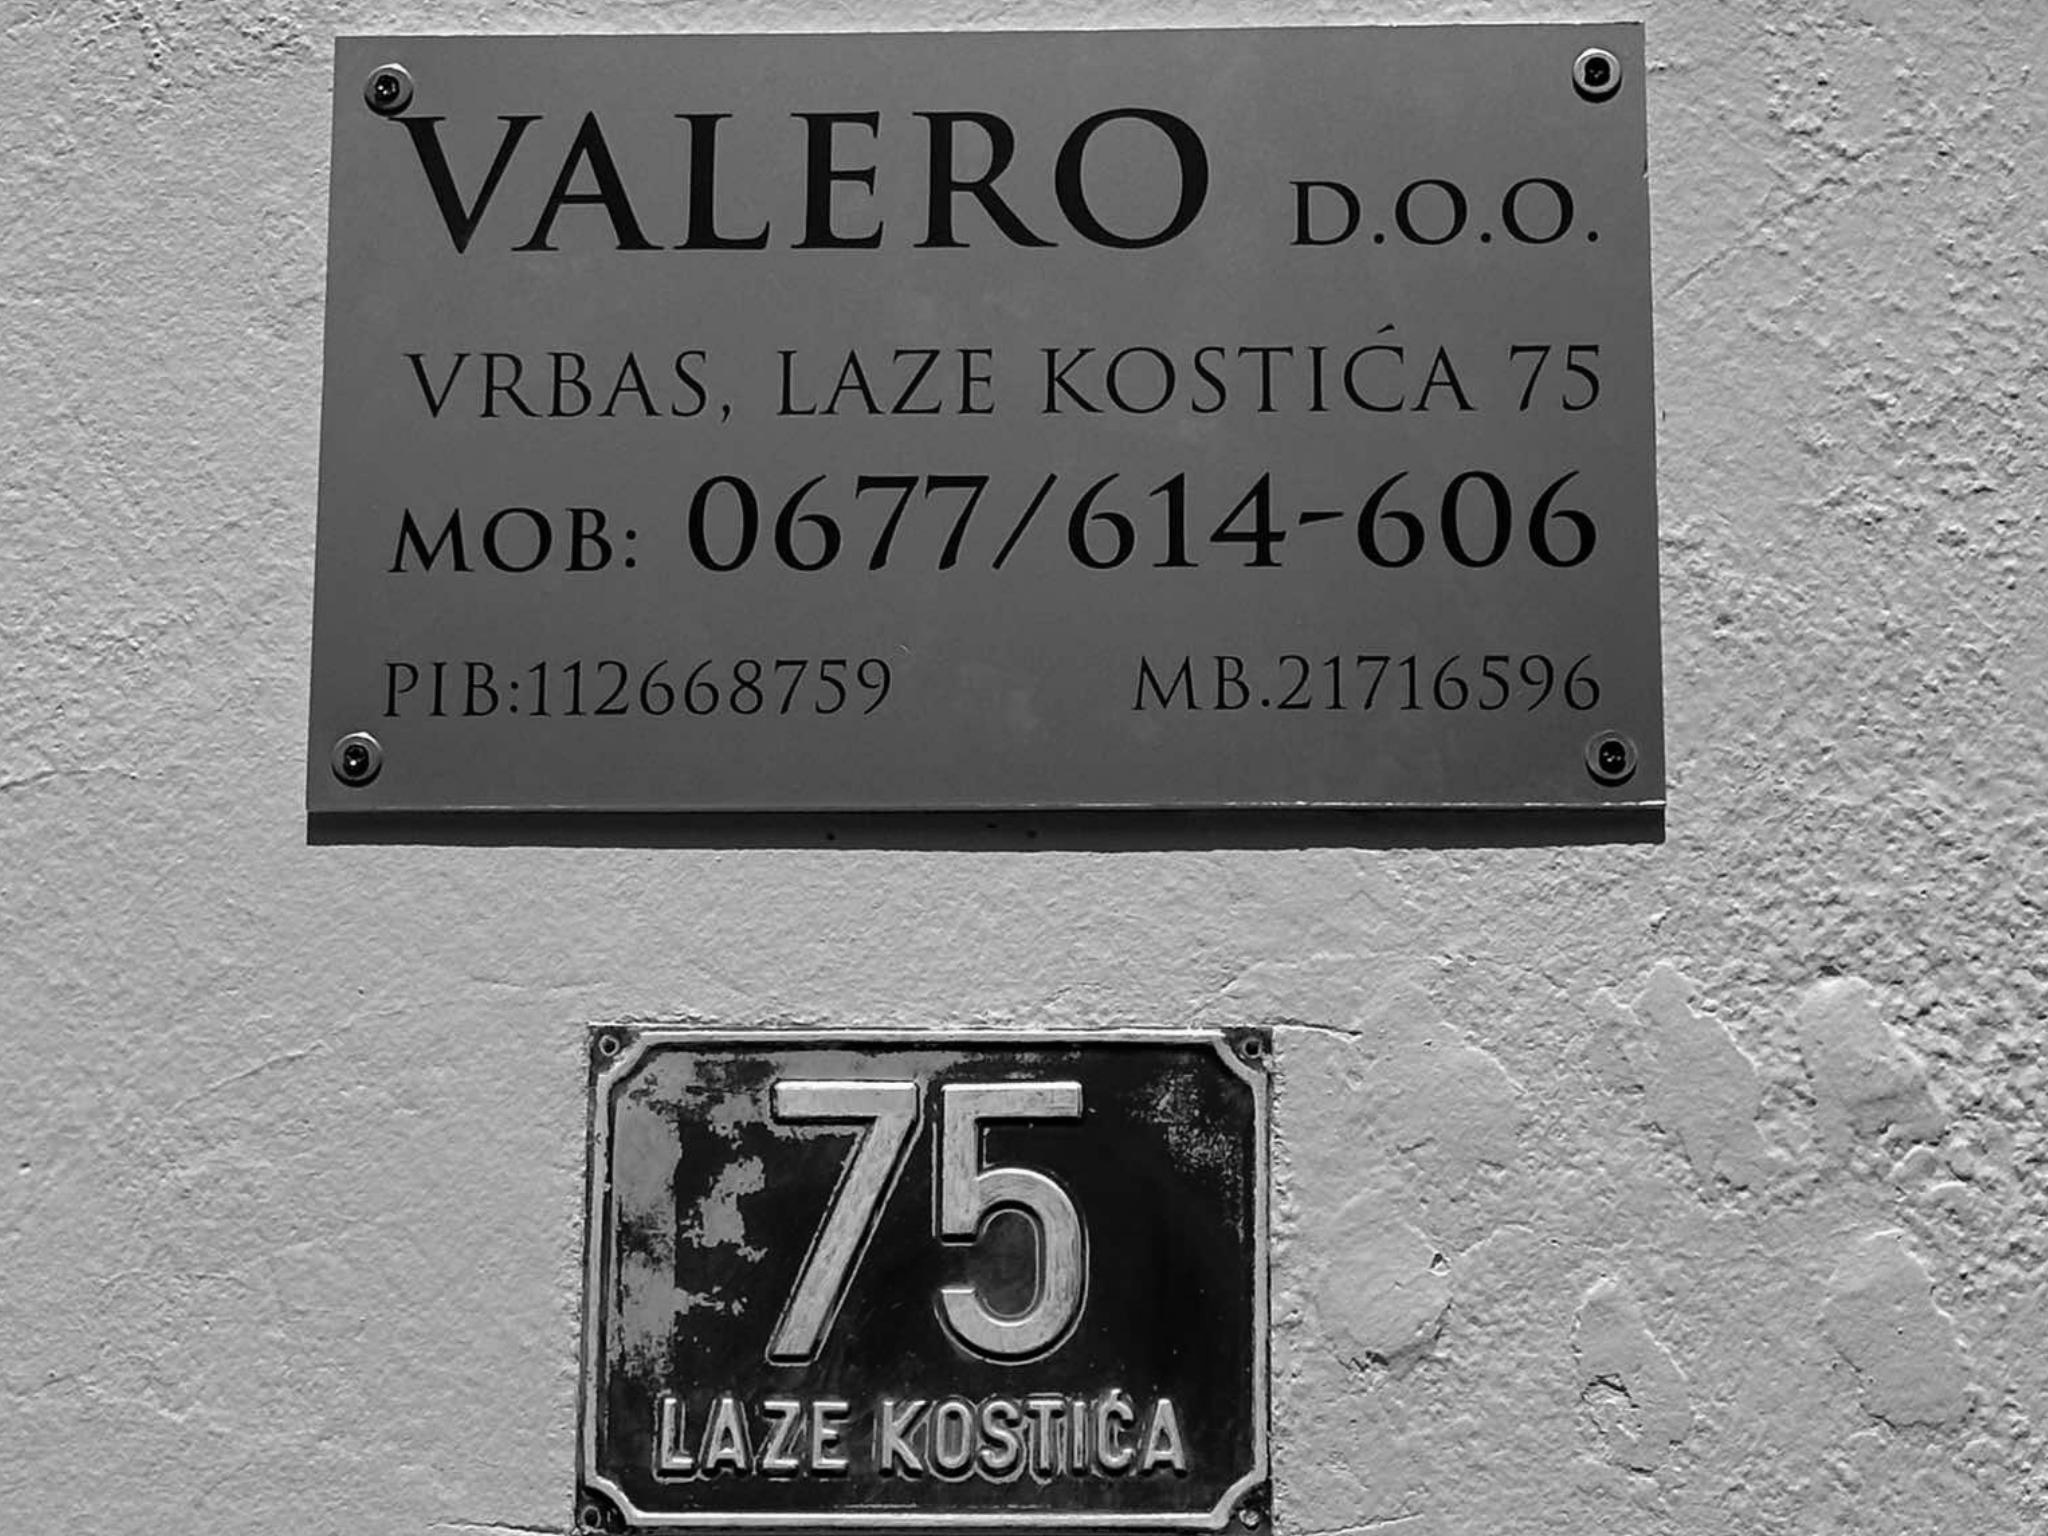 VALERO D.O.O.
VRBAS, LAZE KOSTIĆA 75
MOB: 0677/614-606
PIB:112668759 MB.21716596
75
LAZE KOSTIĆA